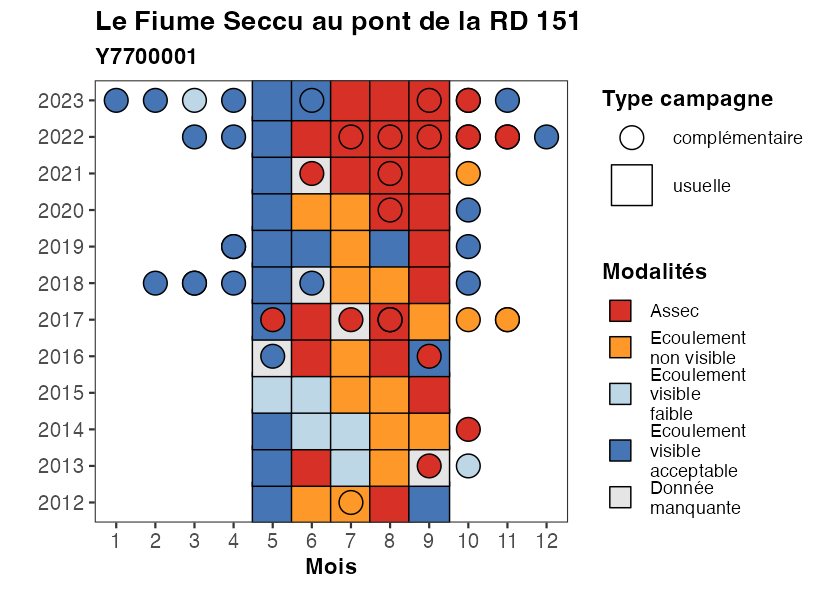 Le Fiume Seccu au pont de la RD 151
Y7700001
2023
2022
2021
2020
2019
2018
2017
2016
2015
2014
2013
2012
1 2 3 4 5 6 7 8 9 10 11 12
Mois
Type campagne
complémentaire
usuelle
Modalités
Assec
Ecoulement
non visible
Ecoulement
visible
faible
Ecoulement
visible
acceptable
Donnée
manquante